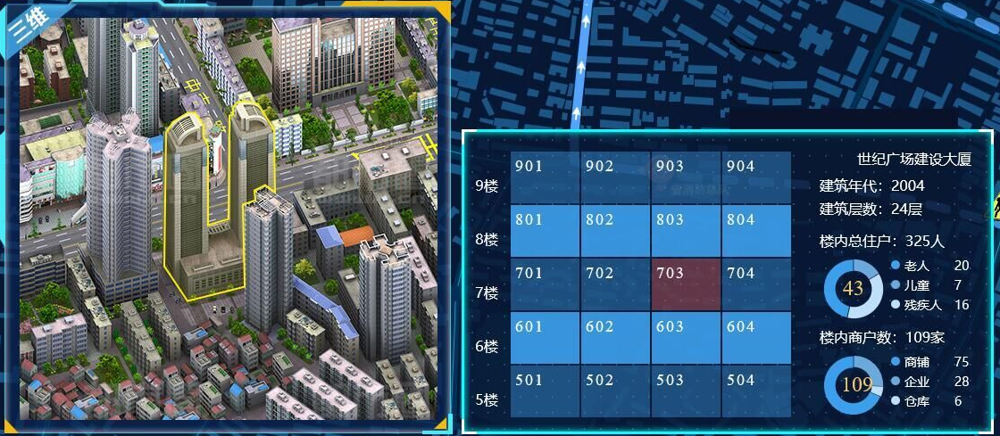 三维
世纪广场建设大厦
建筑年代：2004
建筑层数：24层
楼内总住户：325人
43
老人 20
儿童 7
残疾人 16
楼内商户数：109家
109
商铺 75
企业 28
仓库 6
9楼 901 902 903 904
8楼 801 802 803 804
7楼 701 702 703 704
6楼 601 602 603 604
5楼 501 502 503 504